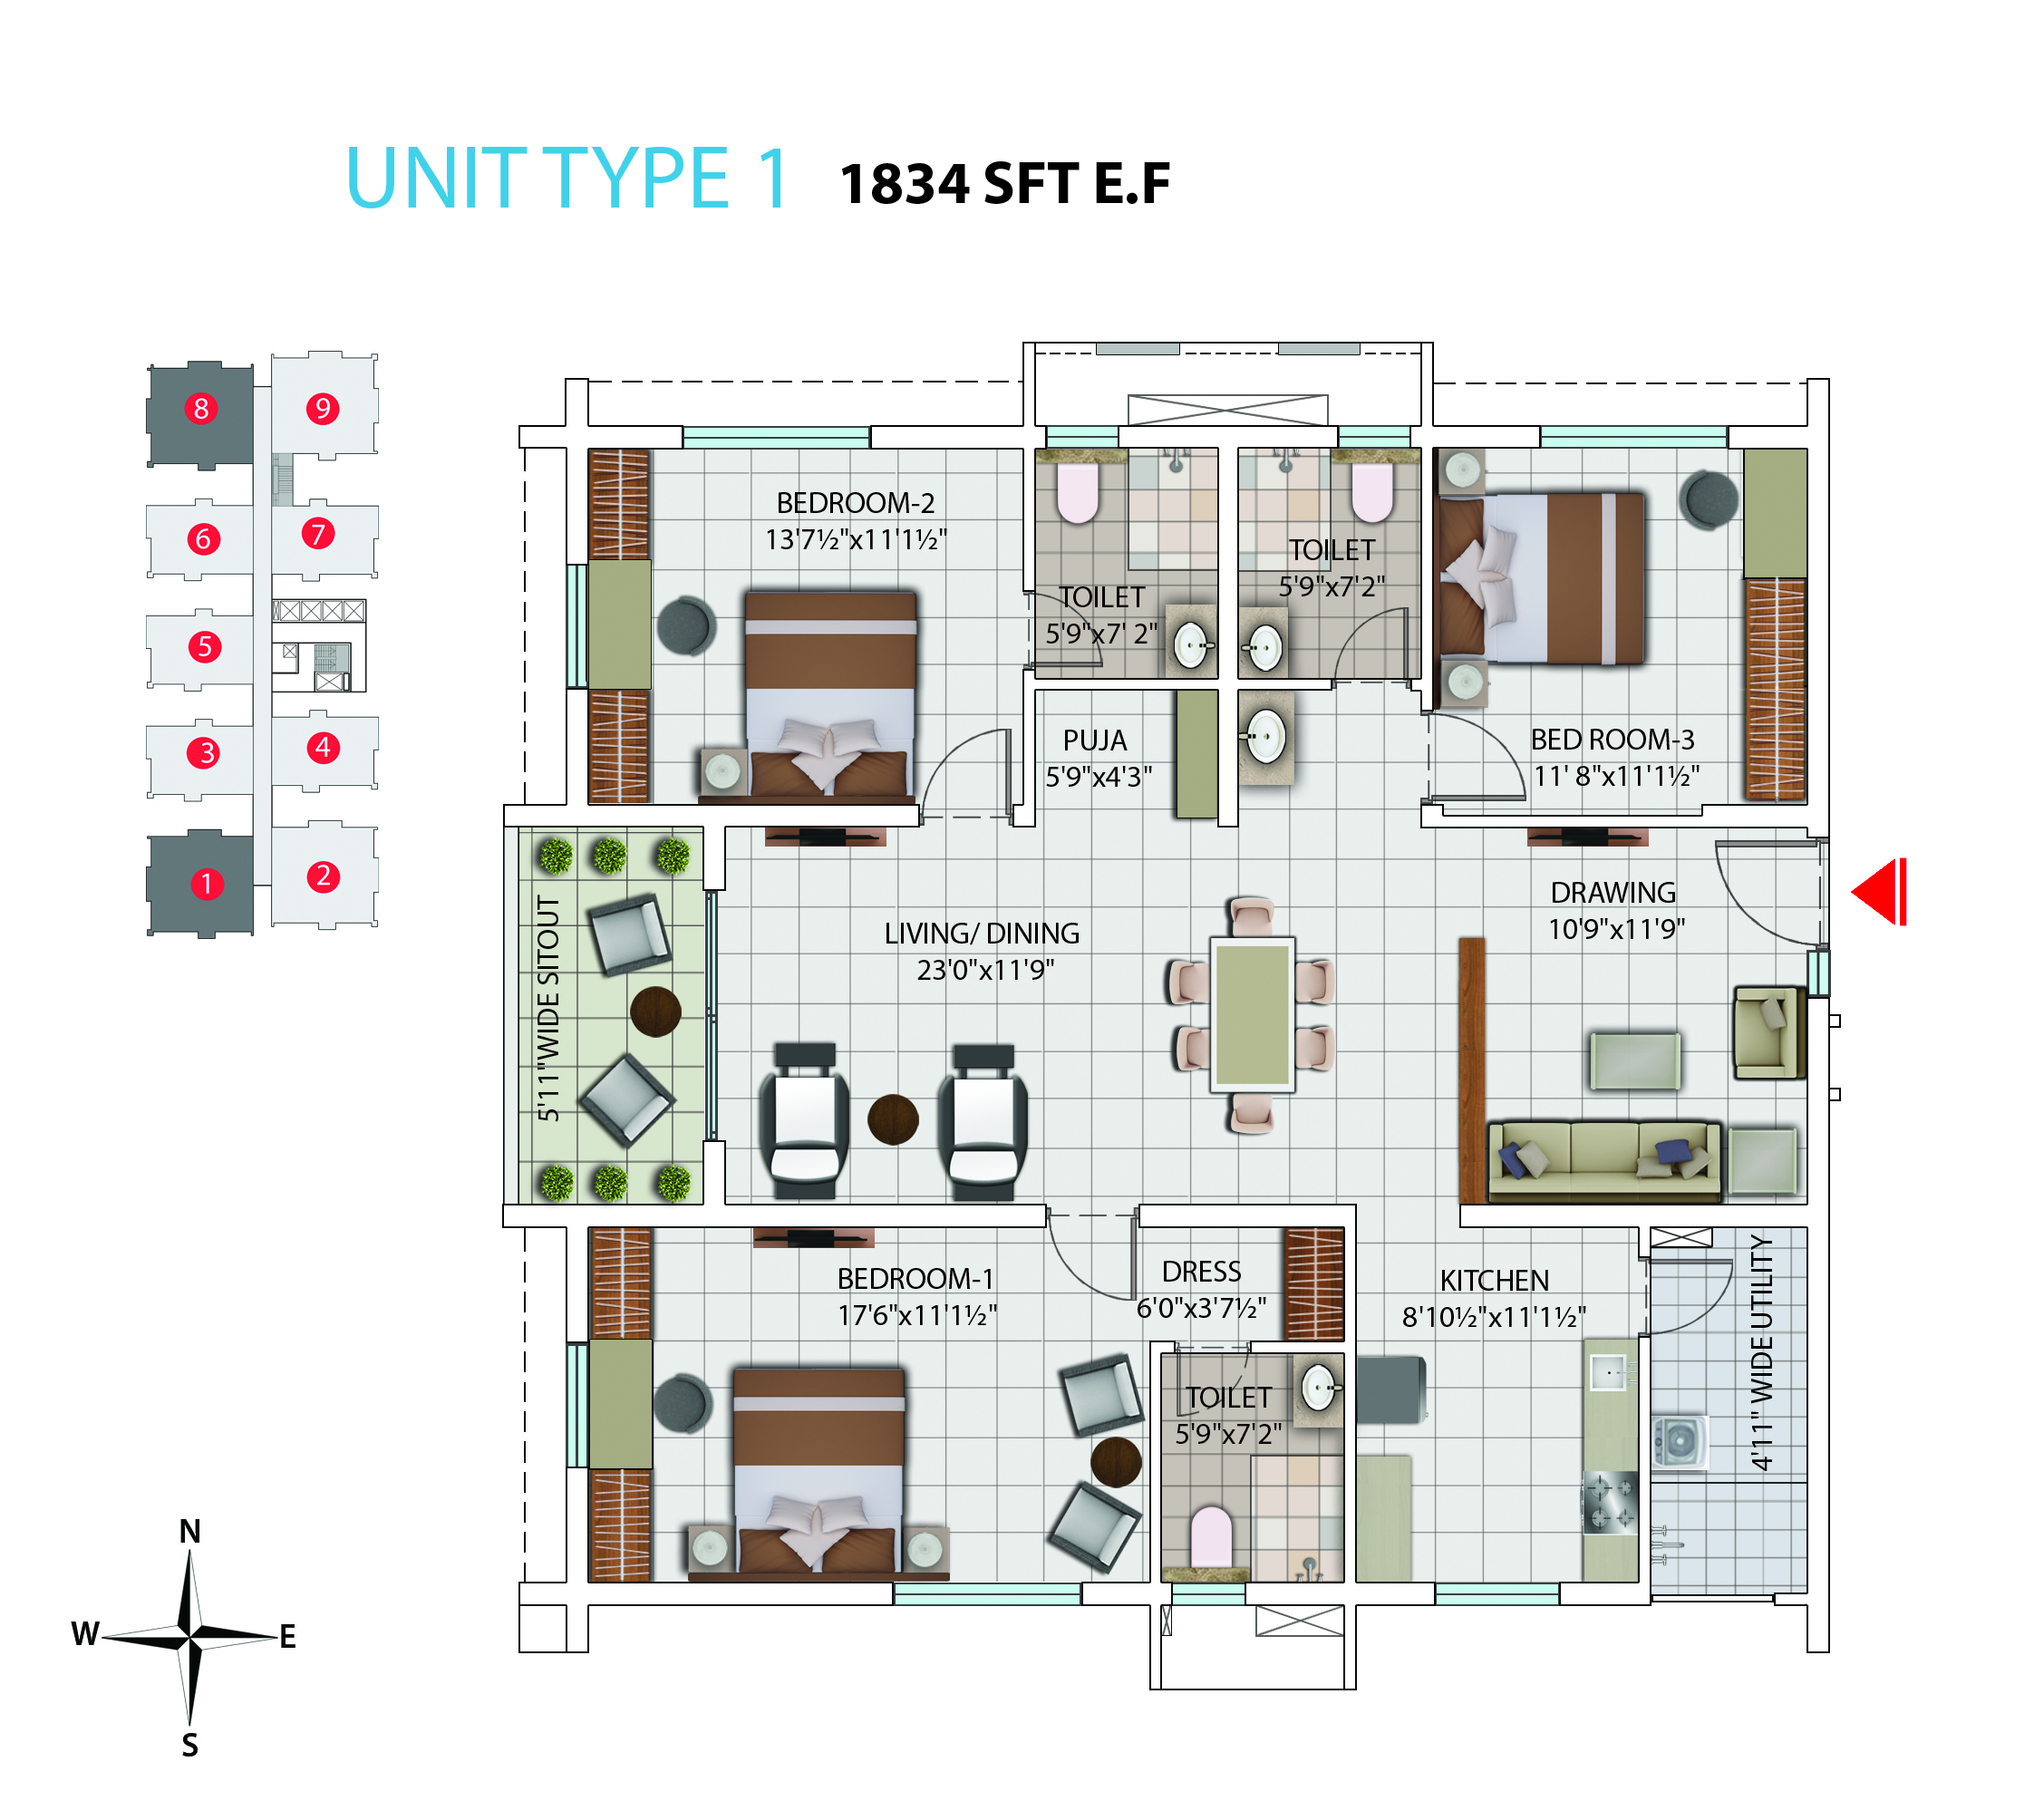 UNIT TYPE 1 1834 SFT E.F
8
9
6
7
5
3
4
1
2
BEDROOM-2
13'7½"x11'1½"
TOILET
5'9"x7' 2"
TOILET
5'9"x7'2"
PUJA
5'9"x4'3"
BED ROOM-3
11' 8"x11'1½"
5'11"WIDE SITOUT
LIVING/ DINING
23'0"x11'9"
DRAWING
10'9"x11'9"
BEDROOM-1
17'6"x11'1½"
DRESS
6'0"x3'7½"
TOILET
5'9"x7'2"
KITCHEN
8'10½"x11'1½"
4'11" WIDE UTILITY
N
W
E
S